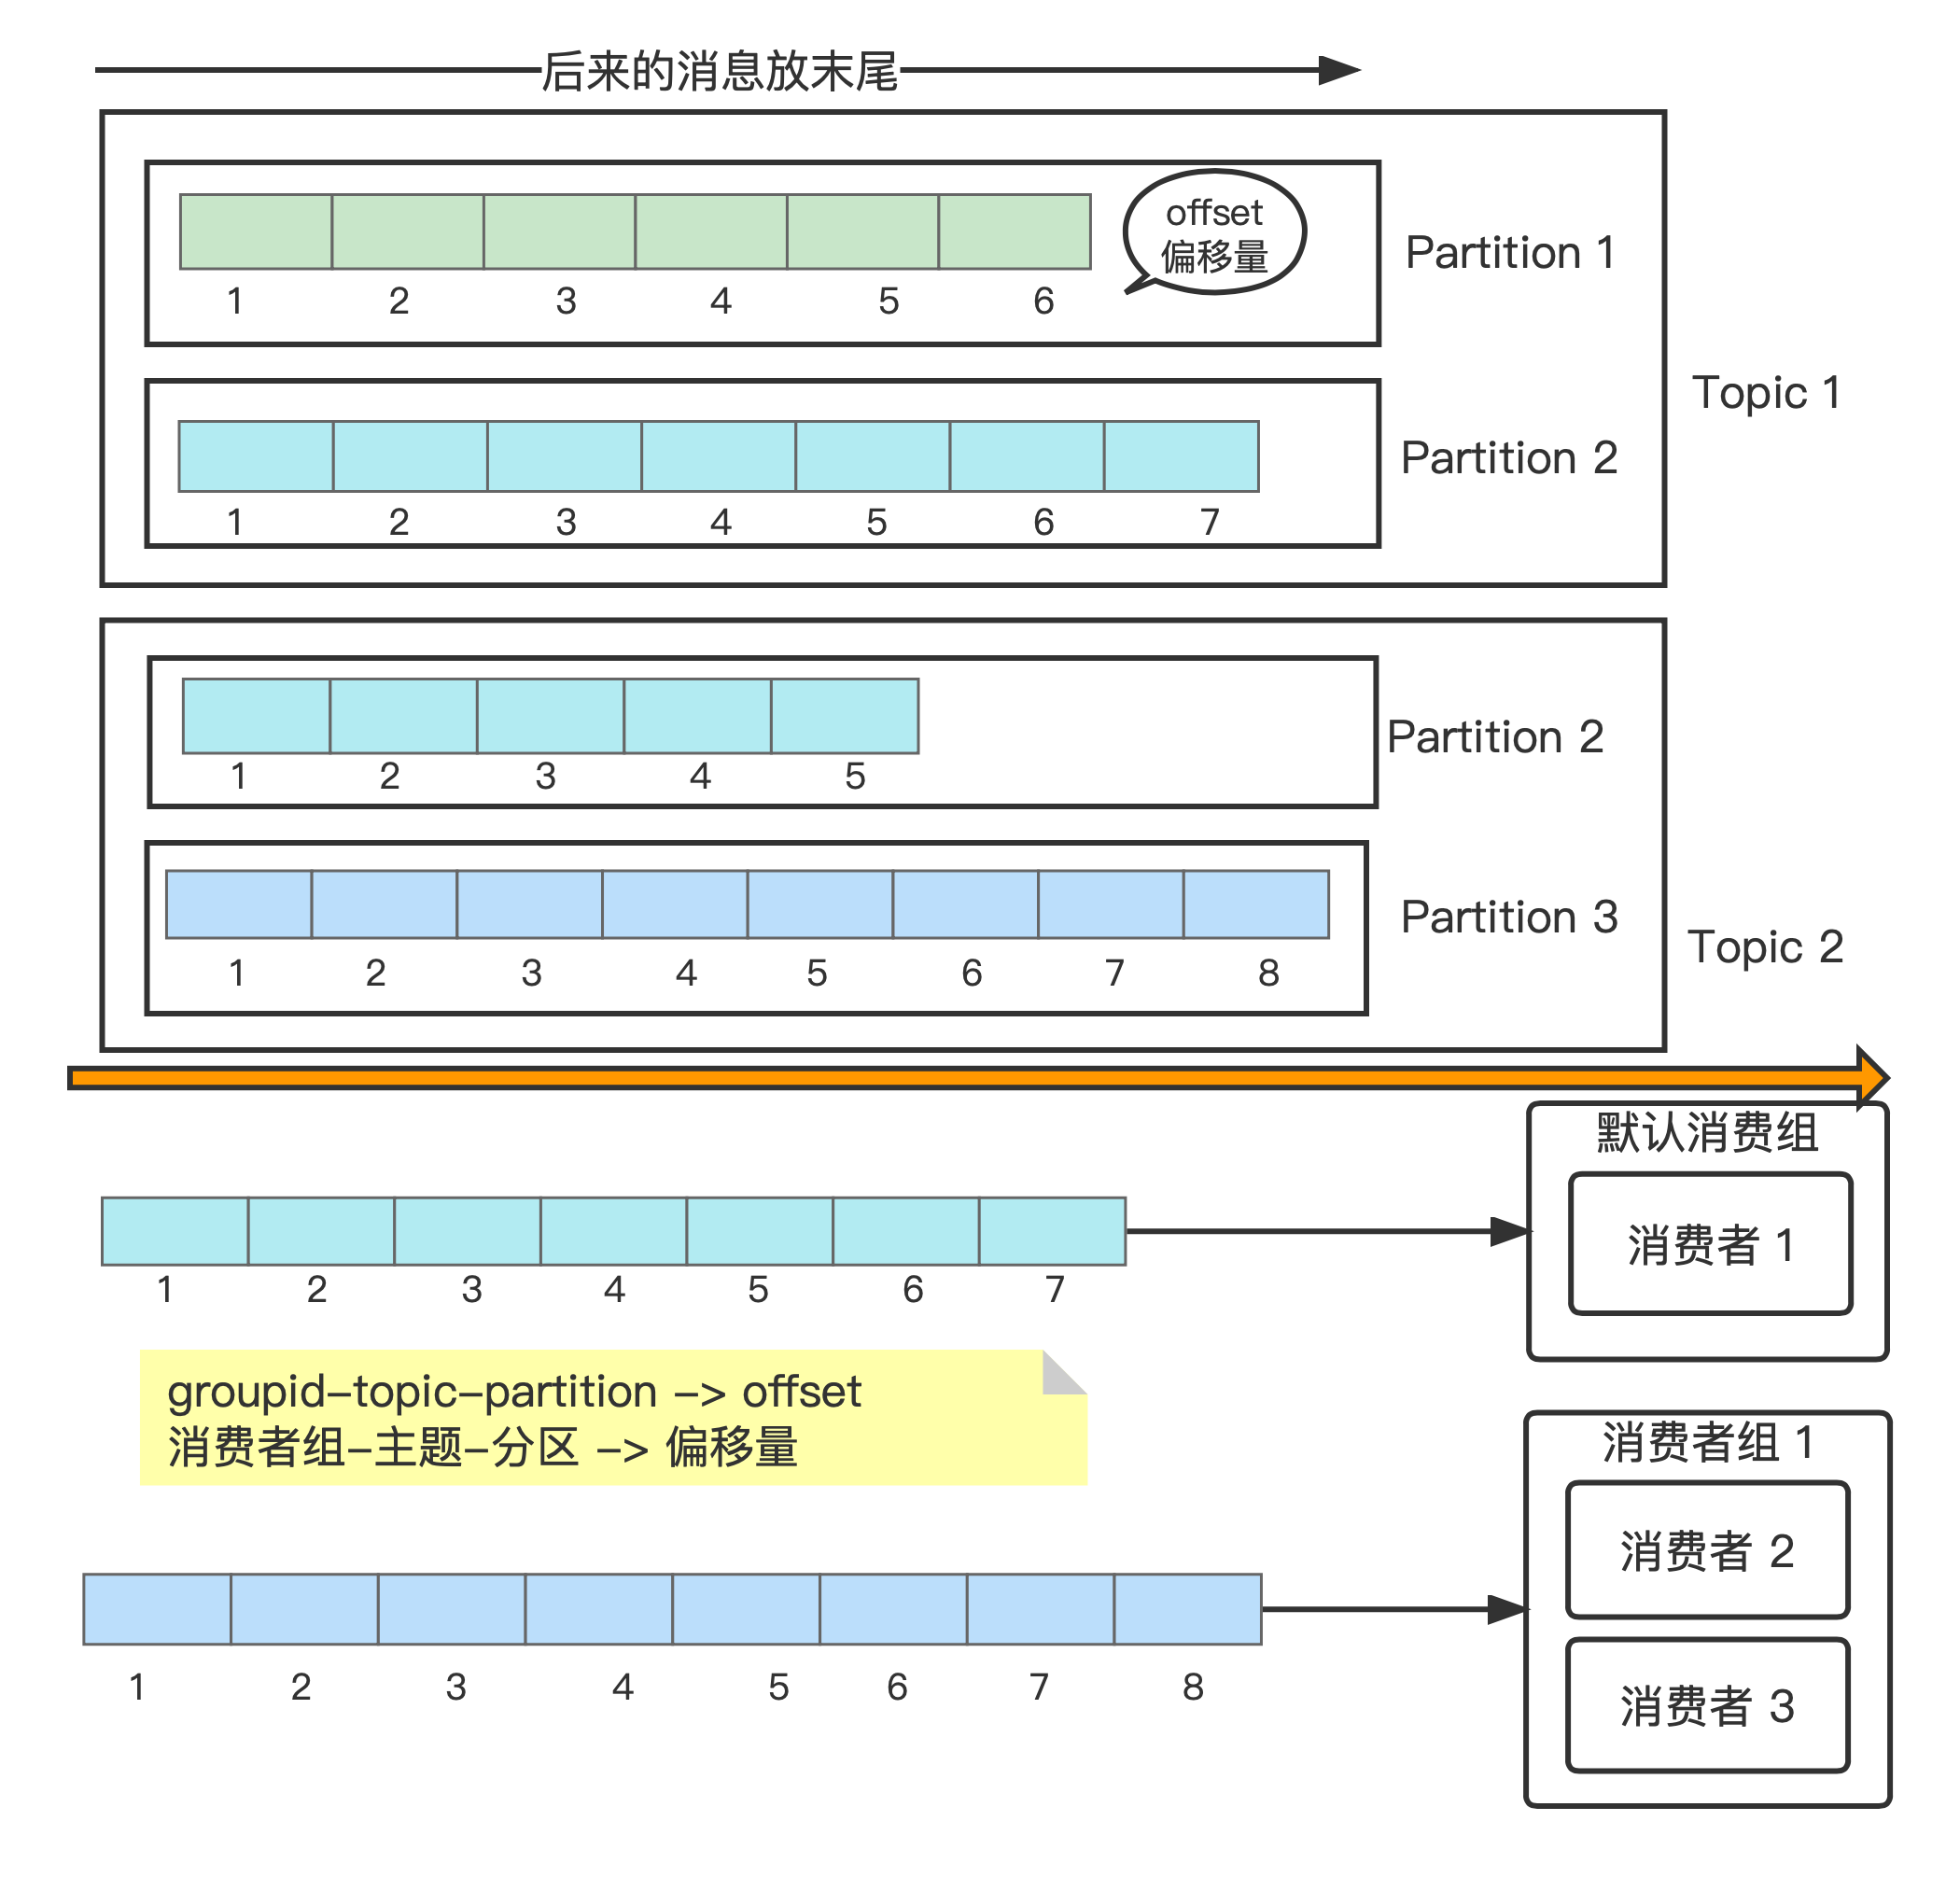 后来的消息放末尾
offset
偏移量
Partition 1
1 2 3 4 5 6
Topic 1
Partition 2
1 2 3 4 5 6 7
Partition 2
1 2 3 4 5
Partition 3
Topic 2
1 2 3 4 5 6 7 8
默认消费组
消费者 1
1 2 3 4 5 6 7
groupid-topic-partition -> offset
消费者组-主题-分区 -> 偏移量
消费者组 1
消费者 2
1 2 3 4 5 6 7 8
消费者 3